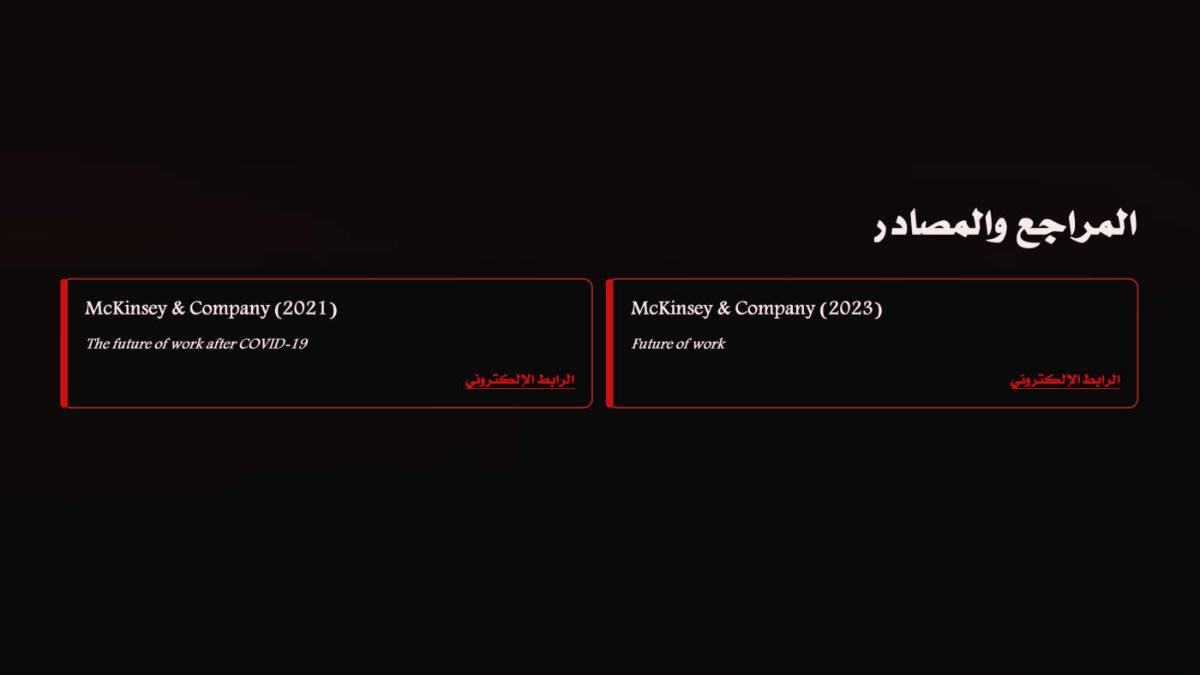 المراجع والمصادر
McKinsey & Company (2023)
Future of work
الرابط الإلكتروني
McKinsey & Company (2021)
The future of work after COVID-19
الرابط الإلكتروني